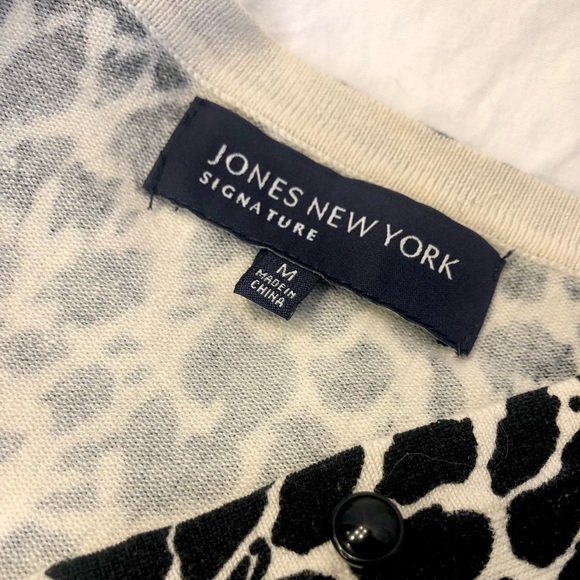 JONES NEW YORK
SIGNATURE
M
MADE IN
CHINA